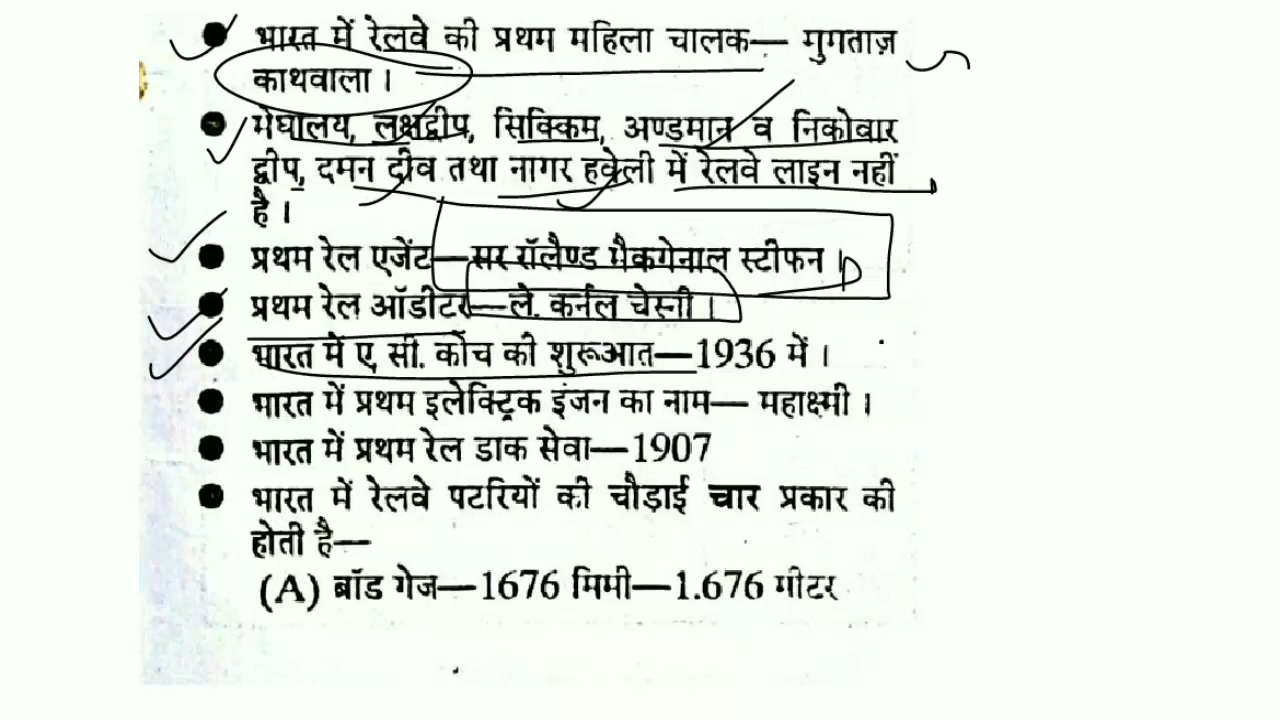 भारत में रेलवे की प्रथम महिला चालक— मुमताज़
काथवाला ।
मेघालय, लक्षद्वीप, सिक्किम, अण्डमान व निकोबार
द्वीप, दमन दीव तथा नागर हवेली में रेलवे लाइन नहीं
है ।
प्रथम रेल एजेंट—सर रॉलैण्ड मैकमेनाल स्टीफन ।
प्रथम रेल ऑडीटर—ले. कर्नल चेस्नी ।
भारत में ए. सी. कोच की शुरूआत—1936 में ।
भारत में प्रथम इलेक्ट्रिक इंजन का नाम— महाक्ष्मी ।
भारत में प्रथम रेल डाक सेवा—1907
भारत में रेलवे पटरियों की चौड़ाई चार प्रकार की
होती है—
(A) ब्रॉड गेज—1676 मिमी—1.676 मीटर